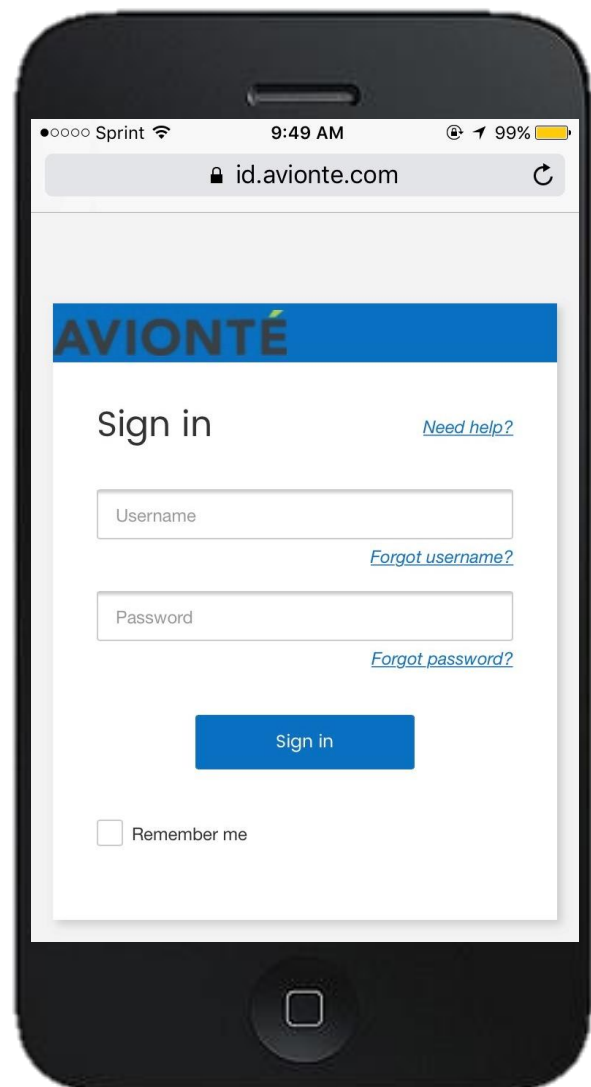 Sprint 9:49 AM 99%
id.avionte.com
AVIONTÉ
Sign in Need help?
Username
Forgot username?
Password
Forgot password?
Sign in
Remember me